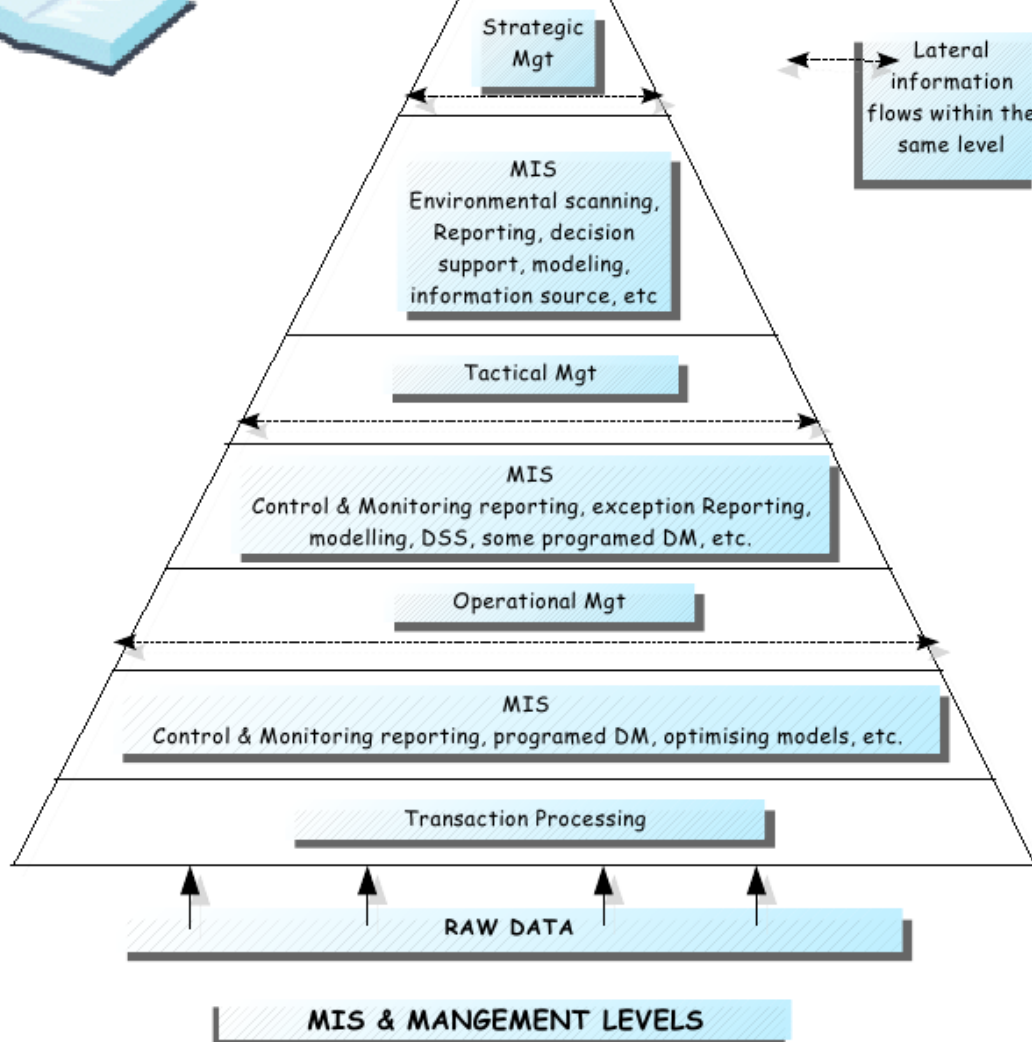 Strategic
Mgt
Lateral
information
flows within the
same level
MIS
Environmental scanning,
Reporting, decision
support, modeling,
information source, etc
Tactical Mgt
MIS
Control & Monitoring reporting, exception Reporting,
modelling, DSS, some programed DM, etc.
Operational Mgt
MIS
Control & Monitoring reporting, programed DM, optimising models, etc.
Transaction Processing
RAW DATA
MIS & MANGEMENT LEVELS